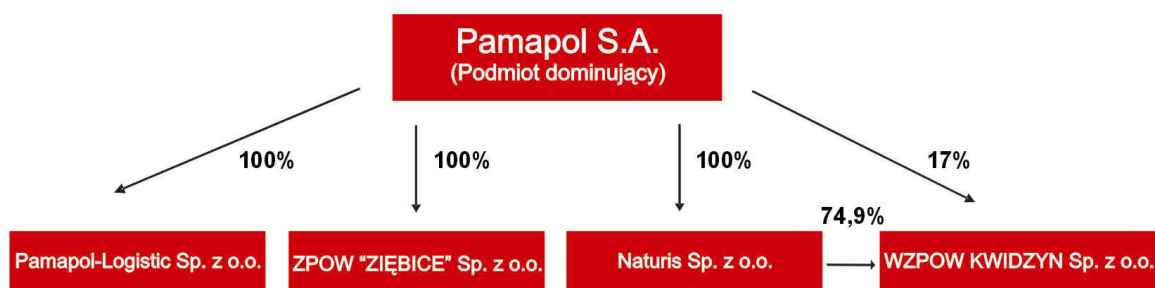 Pamapol S.A.
(Podmiot dominujący)
100%
100%
100%
17%
74,9%
Pamapol-Logistic Sp. z o.o.
ZPOW “ZIĘBICE” Sp. z o.o.
Naturis Sp. z o.o.
WZPOW KWIDZYN Sp. z o.o.